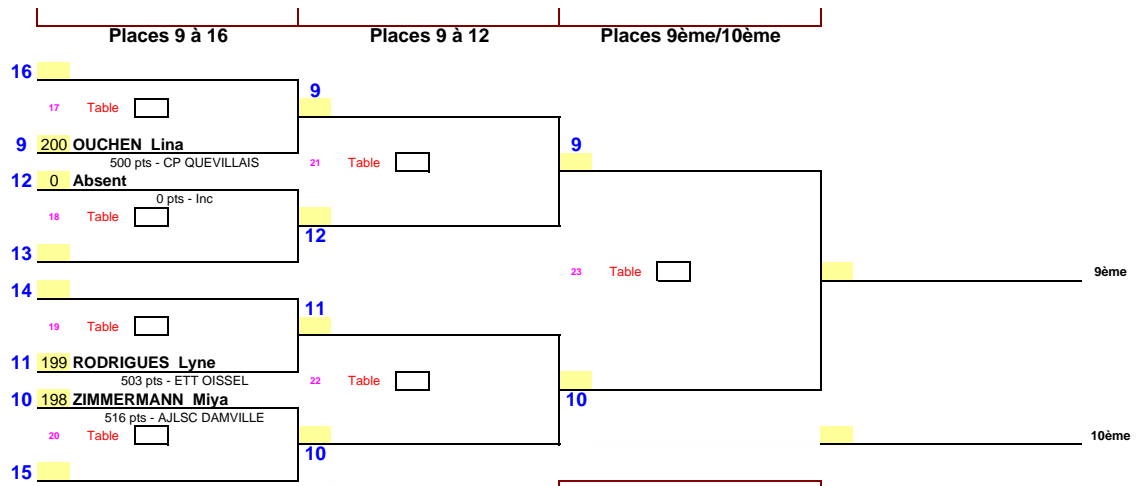 Places 9 à 16 Places 9 à 12 Places 9ème/10ème
16
9
17 Table
9 200 OUCHEN Lina
9
500 pts - CP QUEVILLAIS
21 Table
12 0 Absent
0 pts - Inc
18 Table
12
13
23 Table
9ème
14
11
19 Table
11 199 RODRIGUES Lyne
503 pts - ETT OISSEL
22 Table
10 198 ZIMMERMANN Miya
10
516 pts - AJLSC DAMVILLE
20 Table
10ème
10
15